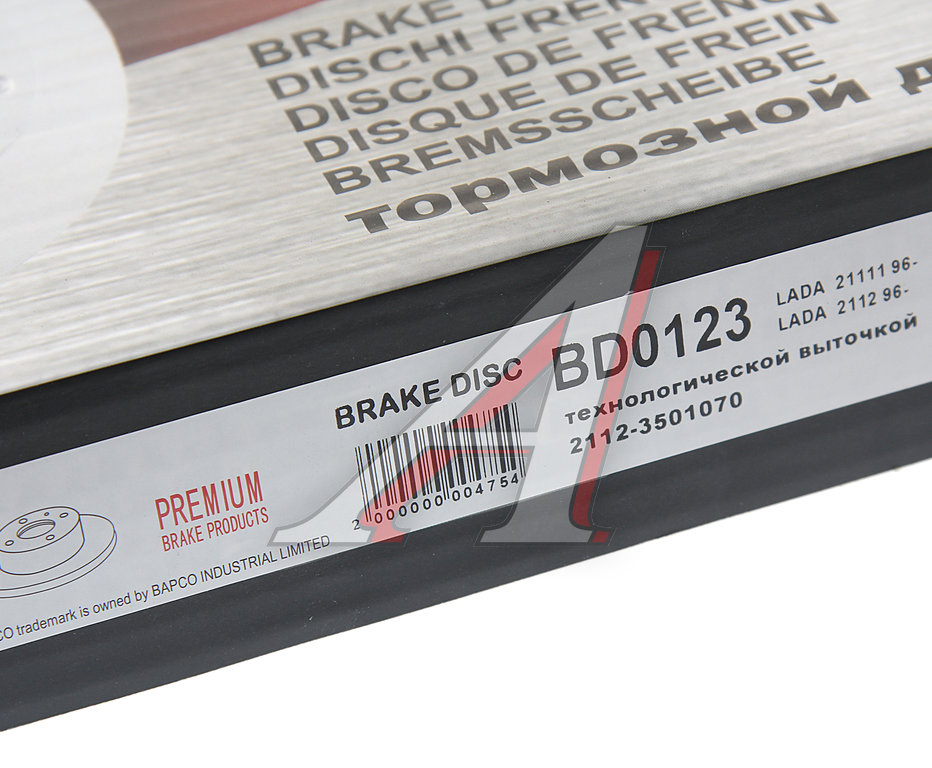 BRAKE
DISCHI FREN
DISCO DE FRENO
DISQUE DE FREIN
BREMSSCHEIBE
тормозной д
LADA 21111 96-
LADA 2112 96-
BRAKE DISC BD0123
технологической выточкой
2112-3501070
2 000000 004754
PREMIUM
BRAKE PRODUCTS
CO trademark is owned by BAPCO INDUSTRIAL LIMITED